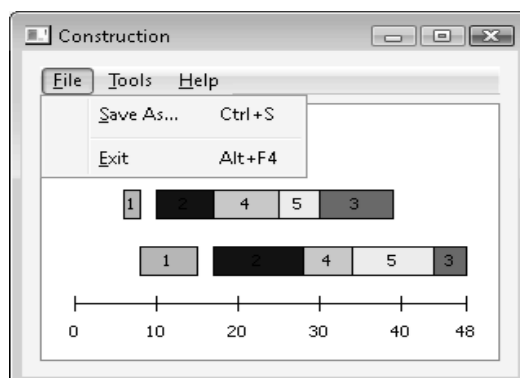 Construction
File Tools Help
Save As... Ctrl+S
Exit Alt+F4
1 2 4 5 3
1 2 4 5 3
0 10 20 30 40 48